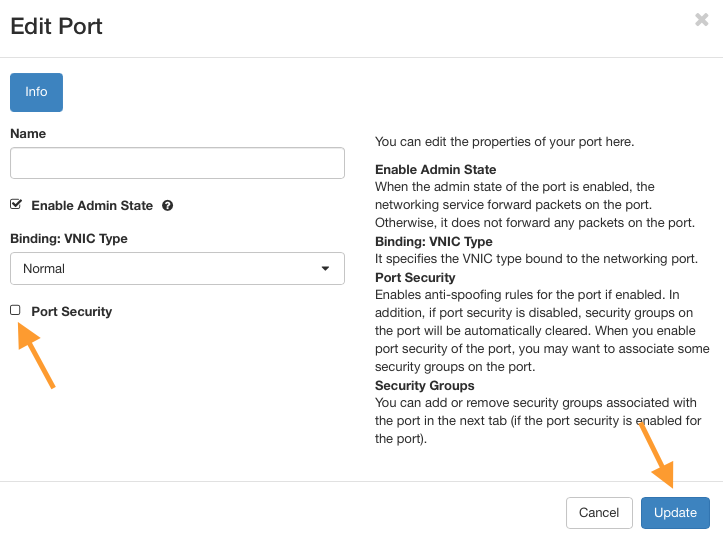 Edit Port
Info
Name
Enable Admin State
Binding: VNIC Type
Normal
Port Security
You can edit the properties of your port here.
Enable Admin State
When the admin state of the port is enabled, the
networking service forward packets on the port.
Otherwise, it does not forward any packets on the port.
Binding: VNIC Type
It specifies the VNIC type bound to the networking port.
Port Security
Enables anti-spoofing rules for the port if enabled. In
addition, if port security is disabled, security groups on
the port will be automatically cleared. When you enable
port security of the port, you may want to associate some
security groups on the port.
Security Groups
You can add or remove security groups associated with
the port in the next tab (if the port security is enabled for
the port).
Cancel
Update